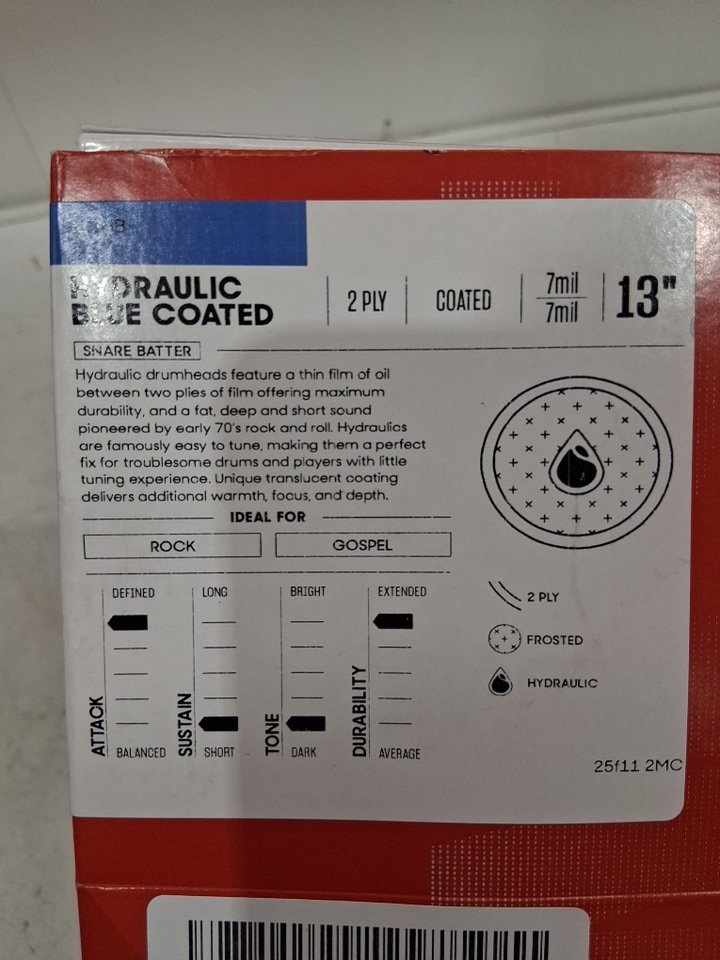 HYDRAULIC
BLUE COATED
2 PLY
COATED
7mil
7mil
13"
SNARE BATTER
Hydraulic drumheads feature a thin film of oil
between two plies of film offering maximum
durability, and a fat, deep and short sound
pioneered by early 70's rock and roll. Hydraulics
are famously easy to tune, making them a perfect
fix for troublesome drums and players with little
tuning experience. Unique translucent coating
delivers additional warmth, focus, and depth.
IDEAL FOR
ROCK
GOSPEL
ATTACK
DEFINED
BALANCED
SUSTAIN
LONG
SHORT
TONE
BRIGHT
DARK
DURABILITY
EXTENDED
AVERAGE
2 PLY
FROSTED
HYDRAULIC
25f11 2MC